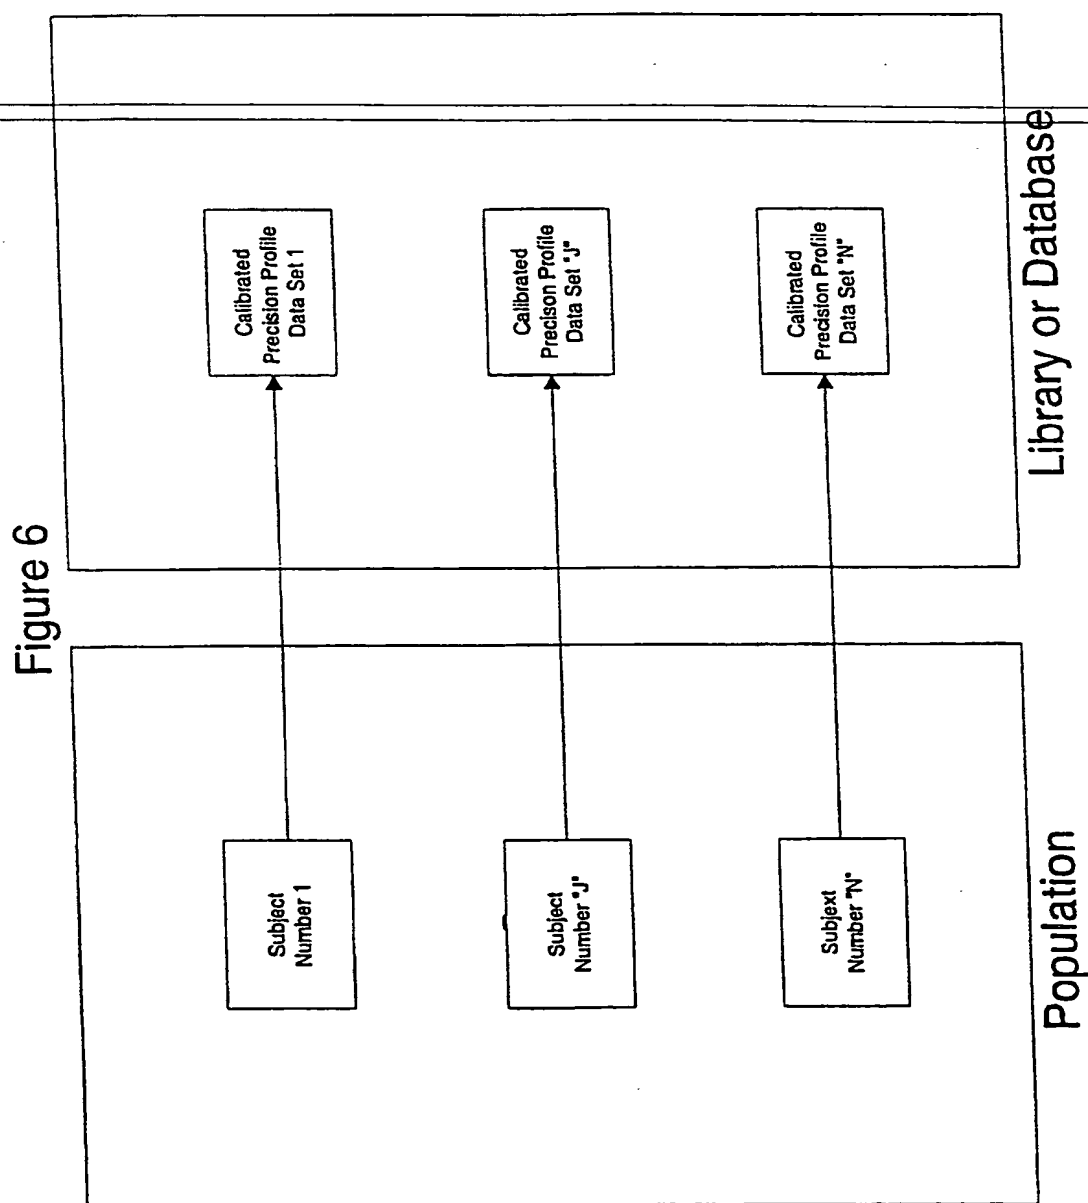 Figure 6
Subject
Number 1
Calibrated
Precision Profile
Data Set 1
Subject
Number "J"
Calibrated
Precison Profile
Data Set "J"
Subjext
Number "N"
Calibrated
Precision Profile
Data Set "N"
Population
Library or Database